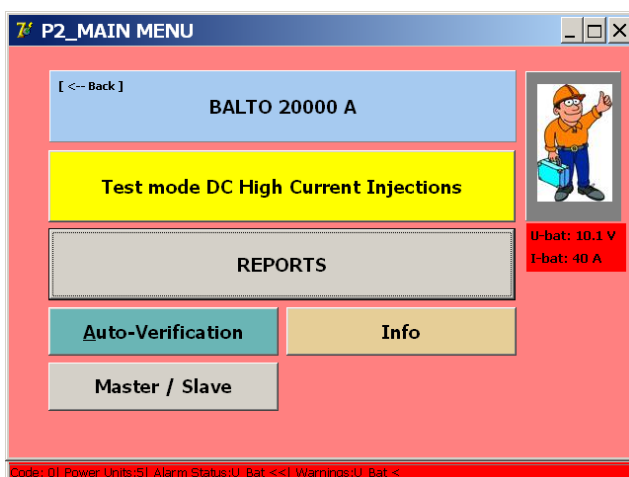 P2_MAIN MENU
[ <-- Back ]
BALTO 20000 A
Test mode DC High Current Injections
U-bat: 10.1 V
I-bat: 40 A
REPORTS
Auto-Verification
Info
Master / Slave
Code: 0| Power Units:5| Alarm Status:U_Bat <<| Warnings:U_Bat <